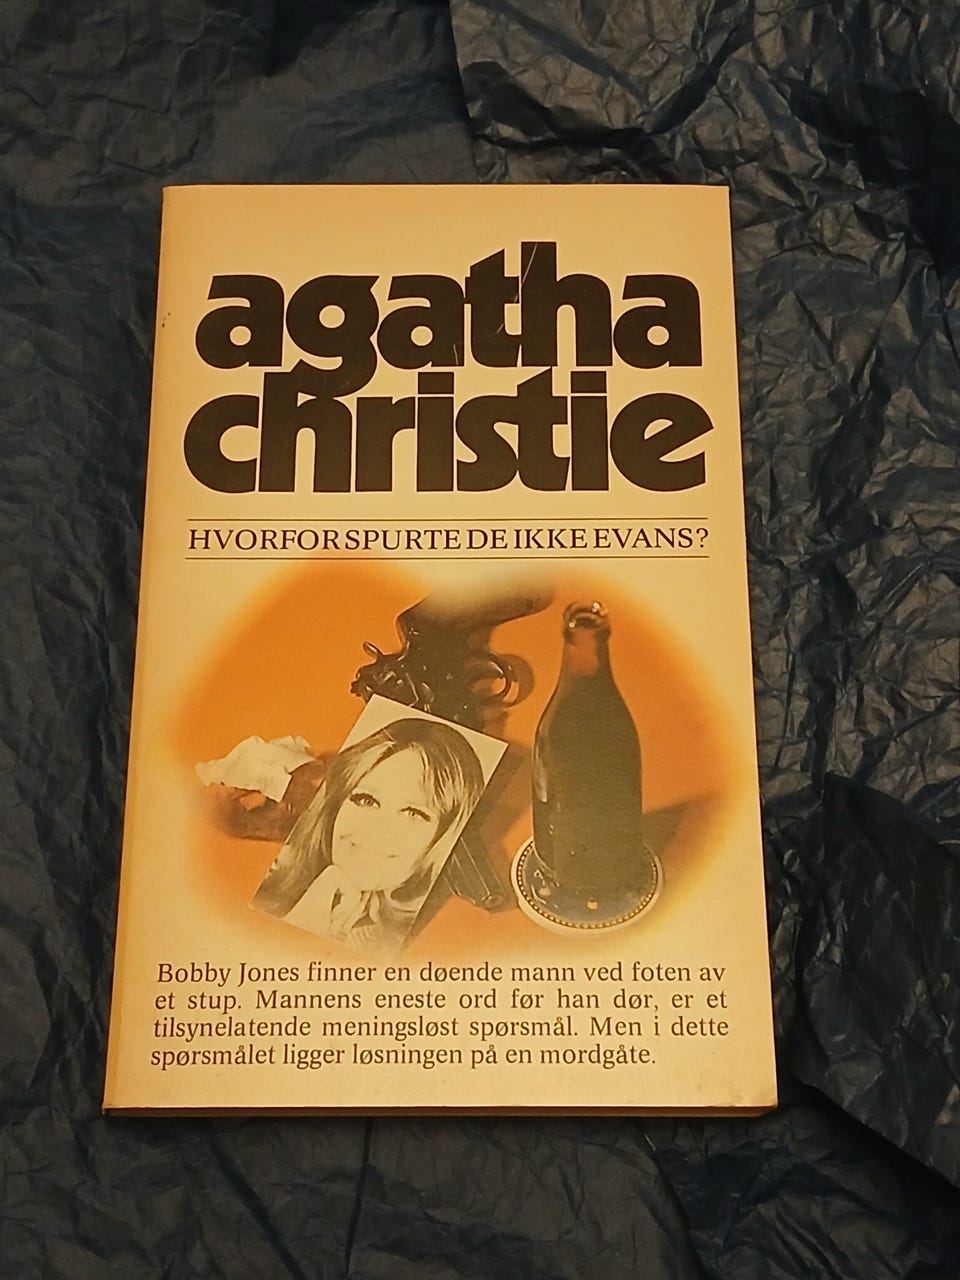 agatha
christie
HVORFOR SPURTE DE IKKE EVANS?
Bobby Jones finner en døende mann ved foten av
et stup. Mannens eneste ord før han dør, er et
tilsynelatende meningsløst spørsmål. Men i dette
spørsmålet ligger løsningen på en mordgåte.